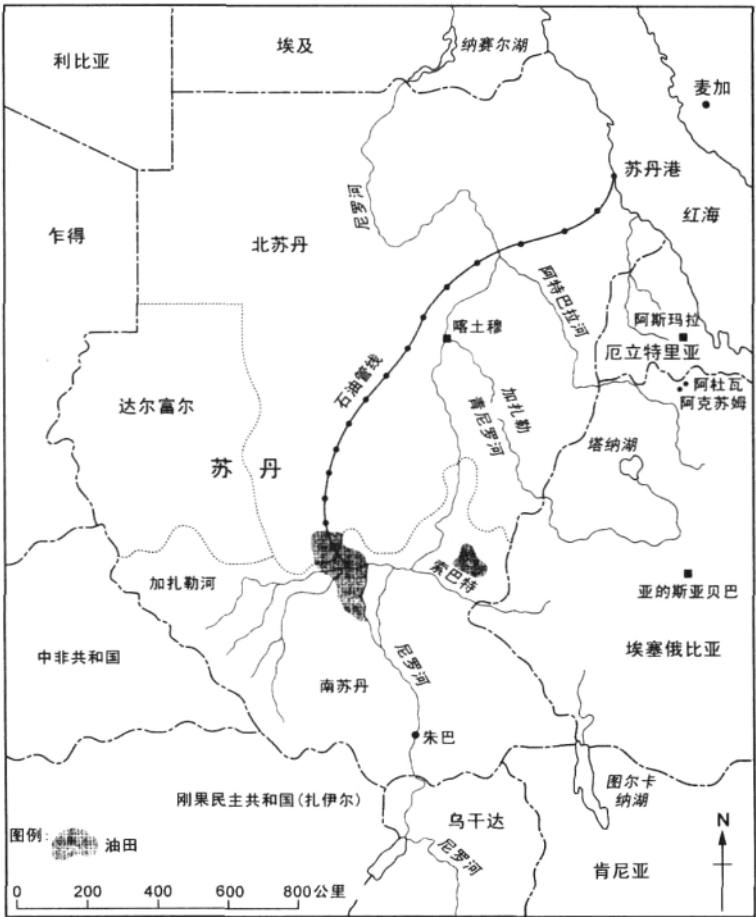 利比亚
埃及
纳赛尔湖
麦加
苏丹港
红海
尼罗河
乍得
北苏丹
阿特巴拉河
喀土穆
阿斯玛拉
厄立特里亚
石油管线
达尔富尔
加扎勒
青尼罗河
阿杜瓦
阿克苏姆
塔纳湖
苏丹
加扎勒河
索巴特
亚的斯亚贝巴
中非共和国
埃塞俄比亚
南苏丹
尼罗河
朱巴
刚果民主共和国(扎伊尔)
乌干达
图尔卡
纳湖
尼罗河
肯尼亚
N
图例:
油田
0 200 400 600 800公里